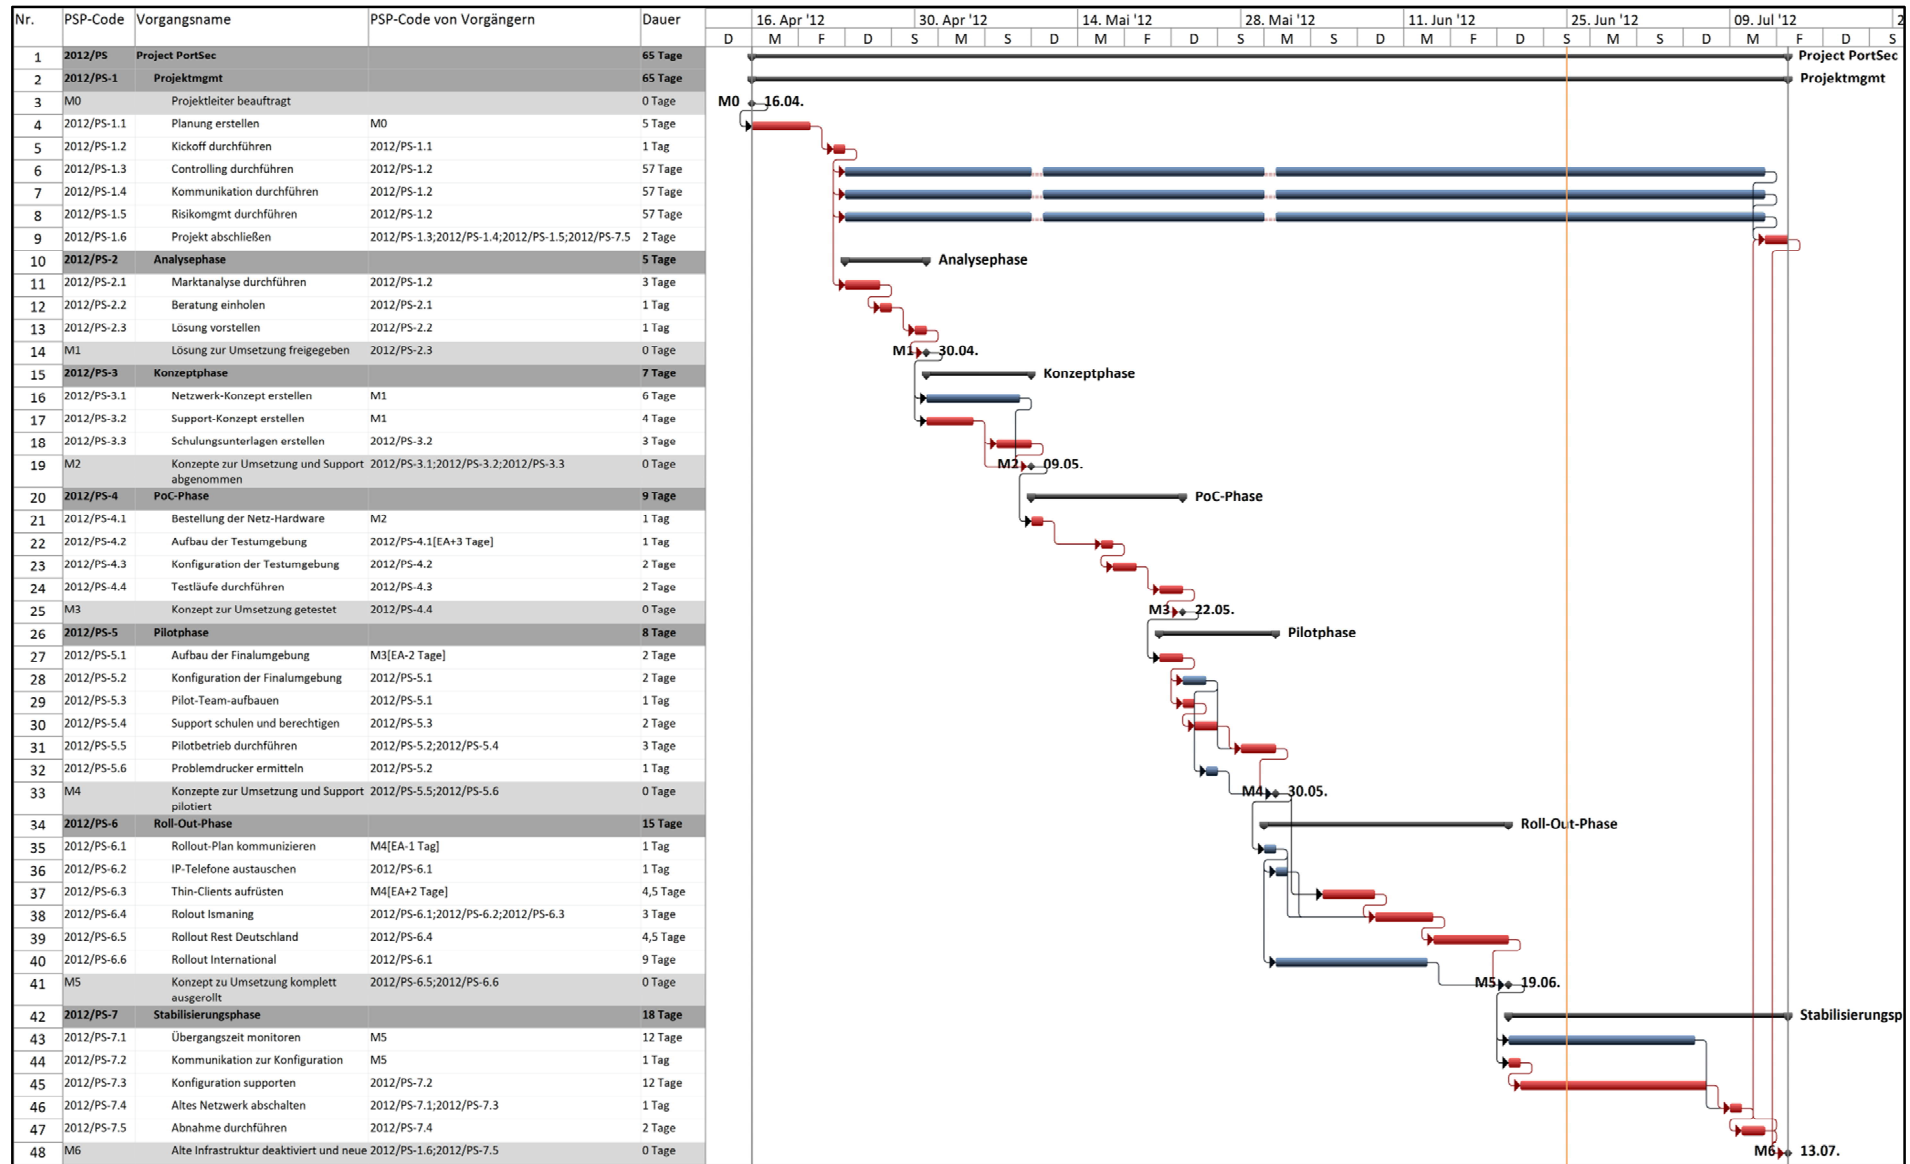 Nr. PSP-Code Vorgangsname PSP-Code von Vorgängern Dauer 16. Apr '12 30. Apr '12 14. Mai '12 28. Mai '12 11. Jun '12 25. Jun '12 09. Jul '12 2
D M F D S M S D M F D S M S D M F D S M S D M F D S
1 2012/PS Project PortSec 65 Tage Project PortSec
2 2012/PS-1 Projektmgmt 65 Tage Projektmgmt
3 M0 Projektleiter beauftragt 0 Tage M0 16.04.
4 2012/PS-1.1 Planung erstellen M0 5 Tage
5 2012/PS-1.2 Kickoff durchführen 2012/PS-1.1 1 Tag
6 2012/PS-1.3 Controlling durchführen 2012/PS-1.2 57 Tage
7 2012/PS-1.4 Kommunikation durchführen 2012/PS-1.2 57 Tage
8 2012/PS-1.5 Risikomgmt durchführen 2012/PS-1.2 57 Tage
9 2012/PS-1.6 Projekt abschließen 2012/PS-1.3;2012/PS-1.4;2012/PS-1.5;2012/PS-7.5 2 Tage
10 2012/PS-2 Analysephase 5 Tage Analysephase
11 2012/PS-2.1 Marktanalyse durchführen 2012/PS-1.2 3 Tage
12 2012/PS-2.2 Beratung einholen 2012/PS-2.1 1 Tag
13 2012/PS-2.3 Lösung vorstellen 2012/PS-2.2 1 Tag
14 M1 Lösung zur Umsetzung freigegeben 2012/PS-2.3 0 Tage M1 30.04.
15 2012/PS-3 Konzeptphase 7 Tage Konzeptphase
16 2012/PS-3.1 Netzwerk-Konzept erstellen M1 6 Tage
17 2012/PS-3.2 Support-Konzept erstellen M1 4 Tage
18 2012/PS-3.3 Schulungsunterlagen erstellen 2012/PS-3.2 3 Tage
19 M2 Konzepte zur Umsetzung und Support 2012/PS-3.1;2012/PS-3.2;2012/PS-3.3 0 Tage M2 09.05.
abgenommen
20 2012/PS-4 PoC-Phase 9 Tage PoC-Phase
21 2012/PS-4.1 Bestellung der Netz-Hardware M2 1 Tag
22 2012/PS-4.2 Aufbau der Testumgebung 2012/PS-4.1[EA+3 Tage] 1 Tag
23 2012/PS-4.3 Konfiguration der Testumgebung 2012/PS-4.2 2 Tage
24 2012/PS-4.4 Testläufe durchführen 2012/PS-4.3 2 Tage
25 M3 Konzept zur Umsetzung getestet 2012/PS-4.4 0 Tage M3 22.05.
26 2012/PS-5 Pilotphase 8 Tage Pilotphase
27 2012/PS-5.1 Aufbau der Finalumgebung M3[EA-2 Tage] 2 Tage
28 2012/PS-5.2 Konfiguration der Finalumgebung 2012/PS-5.1 2 Tage
29 2012/PS-5.3 Pilot-Team-aufbauen 2012/PS-5.1 1 Tag
30 2012/PS-5.4 Support schulen und berechtigen 2012/PS-5.3 2 Tage
31 2012/PS-5.5 Pilotbetrieb durchführen 2012/PS-5.2;2012/PS-5.4 3 Tage
32 2012/PS-5.6 Problemdrucker ermitteln 2012/PS-5.2 1 Tag
33 M4 Konzepte zur Umsetzung und Support 2012/PS-5.5;2012/PS-5.6 0 Tage M4 30.05.
pilotiert
34 2012/PS-6 Roll-Out-Phase 15 Tage Roll-Out-Phase
35 2012/PS-6.1 Rollout-Plan kommunizieren M4[EA-1 Tag] 1 Tag
36 2012/PS-6.2 IP-Telefone austauschen 2012/PS-6.1 1 Tag
37 2012/PS-6.3 Thin-Clients aufrüsten M4[EA+2 Tage] 4,5 Tage
38 2012/PS-6.4 Rolout Ismaning 2012/PS-6.1;2012/PS-6.2;2012/PS-6.3 3 Tage
39 2012/PS-6.5 Rollout Rest Deutschland 2012/PS-6.4 4,5 Tage
40 2012/PS-6.6 Rollout International 2012/PS-6.1 9 Tage
41 M5 Konzept zu Umsetzung komplett 2012/PS-6.5;2012/PS-6.6 0 Tage M5 19.06.
ausgerollt
42 2012/PS-7 Stabilisierungsphase 18 Tage Stabilisierungsp
43 2012/PS-7.1 Übergangszeit monitoren M5 12 Tage
44 2012/PS-7.2 Kommunikation zur Konfiguration M5 1 Tag
45 2012/PS-7.3 Konfiguration supporten 2012/PS-7.2 12 Tage
46 2012/PS-7.4 Altes Netzwerk abschalten 2012/PS-7.1;2012/PS-7.3 1 Tag
47 2012/PS-7.5 Abnahme durchführen 2012/PS-7.4 2 Tage
48 M6 Alte Infrastruktur deaktiviert und neue 2012/PS-1.6;2012/PS-7.5 0 Tage M6 13.07.